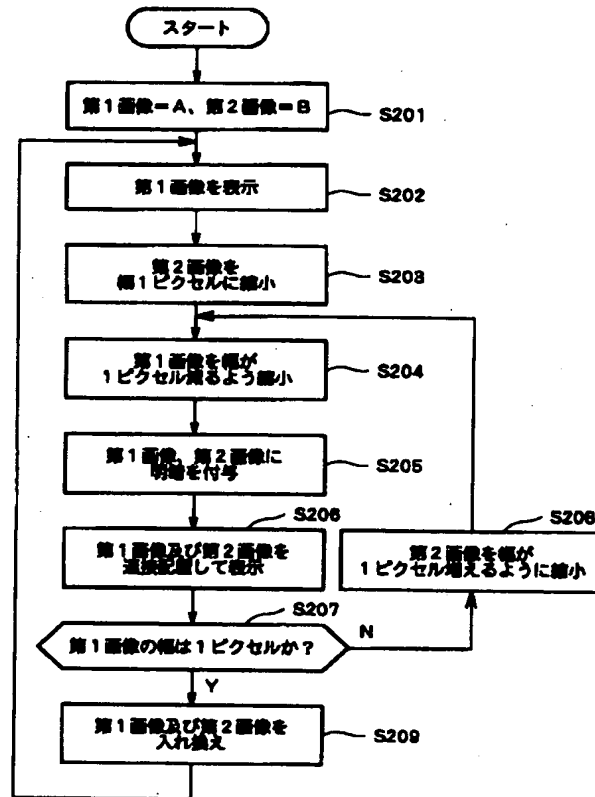 スタート
第1画像=A、第2画像=B
S201
第1画像を表示
S202
第2画像を
幅1ピクセルに縮小
S203
第1画像を幅が
1ピクセル減るよう縮小
S204
第1画像、第2画像に
明暗を付与
S205
S206
第1画像及び第2画像を
連接配置して表示
S208
第2画像を幅が
1ピクセル増えるように縮小
S207
第1画像の幅は1ピクセルか?
N
Y
第1画像及び第2画像を
入れ換え
S209